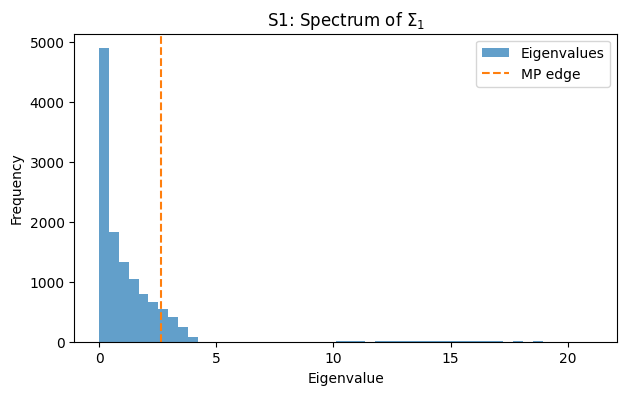 S1: Spectrum of Σ₁
Eigenvalues
MP edge
5000
4000
3000
2000
1000
0
Frequency
0 5 10 15 20
Eigenvalue